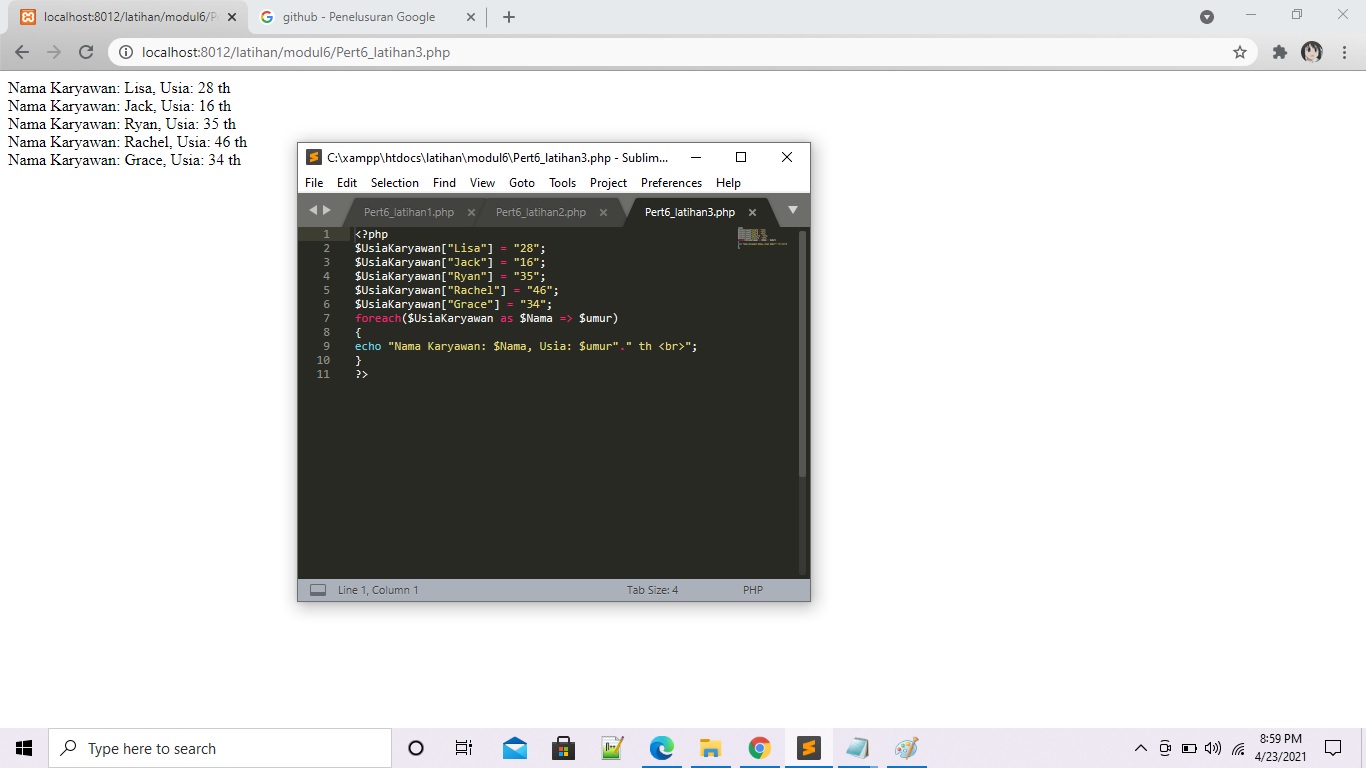 localhost:8012/latihan/modul6/P
github - Penelusuran Google
localhost:8012/latihan/modul6/Pert6_latihan3.php
Nama Karyawan: Lisa, Usia: 28 th
Nama Karyawan: Jack, Usia: 16 th
Nama Karyawan: Ryan, Usia: 35 th
Nama Karyawan: Rachel, Usia: 46 th
Nama Karyawan: Grace, Usia: 34 th
C:\xampp\htdocs\latihan\modul6\Pert6_latihan3.php - Sublim...
File Edit Selection Find View Goto Tools Project Preferences Help
Pert6_latihan1.php Pert6_latihan2.php Pert6_latihan3.php
1 <?php
2 $UsiaKaryawan["Lisa"] = "28";
3 $UsiaKaryawan["Jack"] = "16";
4 $UsiaKaryawan["Ryan"] = "35";
5 $UsiaKaryawan["Rachel"] = "46";
6 $UsiaKaryawan["Grace"] = "34";
7 foreach($UsiaKaryawan as $Nama => $umur)
8 {
9 echo "Nama Karyawan: $Nama, Usia: $umur"." th <br>";
10 }
11 ?>
Line 1, Column 1 Tab Size: 4 PHP
Type here to search
8:59 PM
4/23/2021